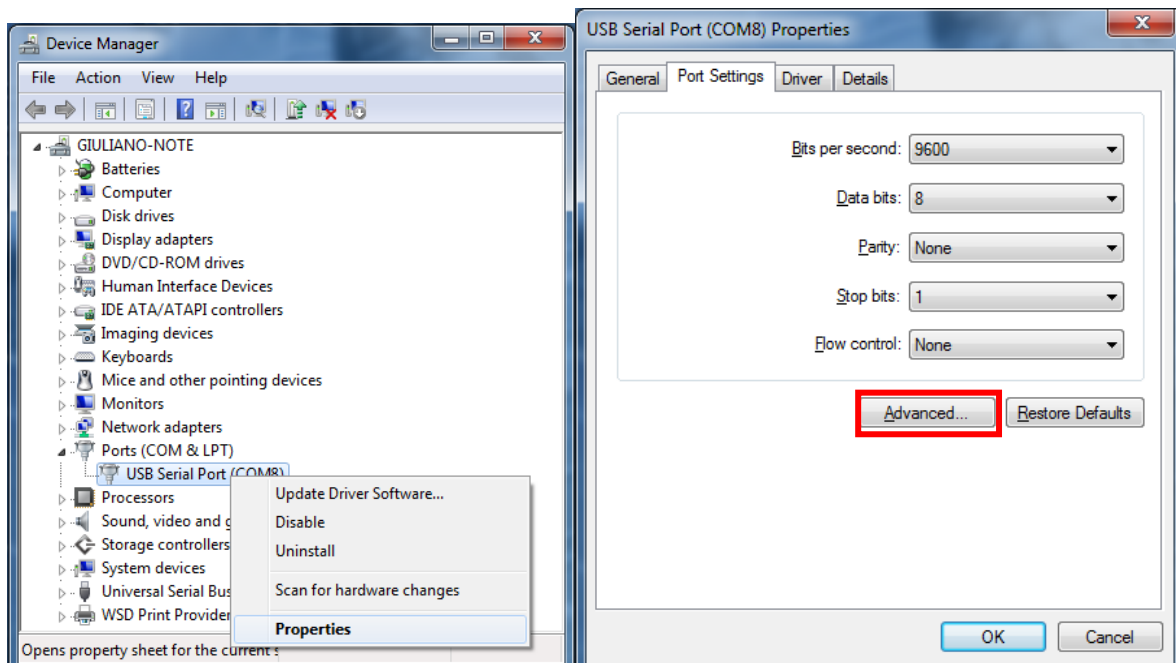 Device Manager
File Action View Help
GIULIANO-NOTE
Batteries
Computer
Disk drives
Display adapters
DVD/CD-ROM drives
Human Interface Devices
IDE ATA/ATAPI controllers
Imaging devices
Keyboards
Mice and other pointing devices
Monitors
Network adapters
Ports (COM & LPT)
USB Serial Port (COM8)
Processors
Sound, video and g
Storage controllers
System devices
Universal Serial Bus
WSD Print Provider
Update Driver Software...
Disable
Uninstall
Scan for hardware changes
Properties
Opens property sheet for the current s
USB Serial Port (COM8) Properties
General Port Settings Driver Details
Bits per second: 9600
Data bits: 8
Parity: None
Stop bits: 1
Flow control: None
Advanced... Restore Defaults
OK Cancel